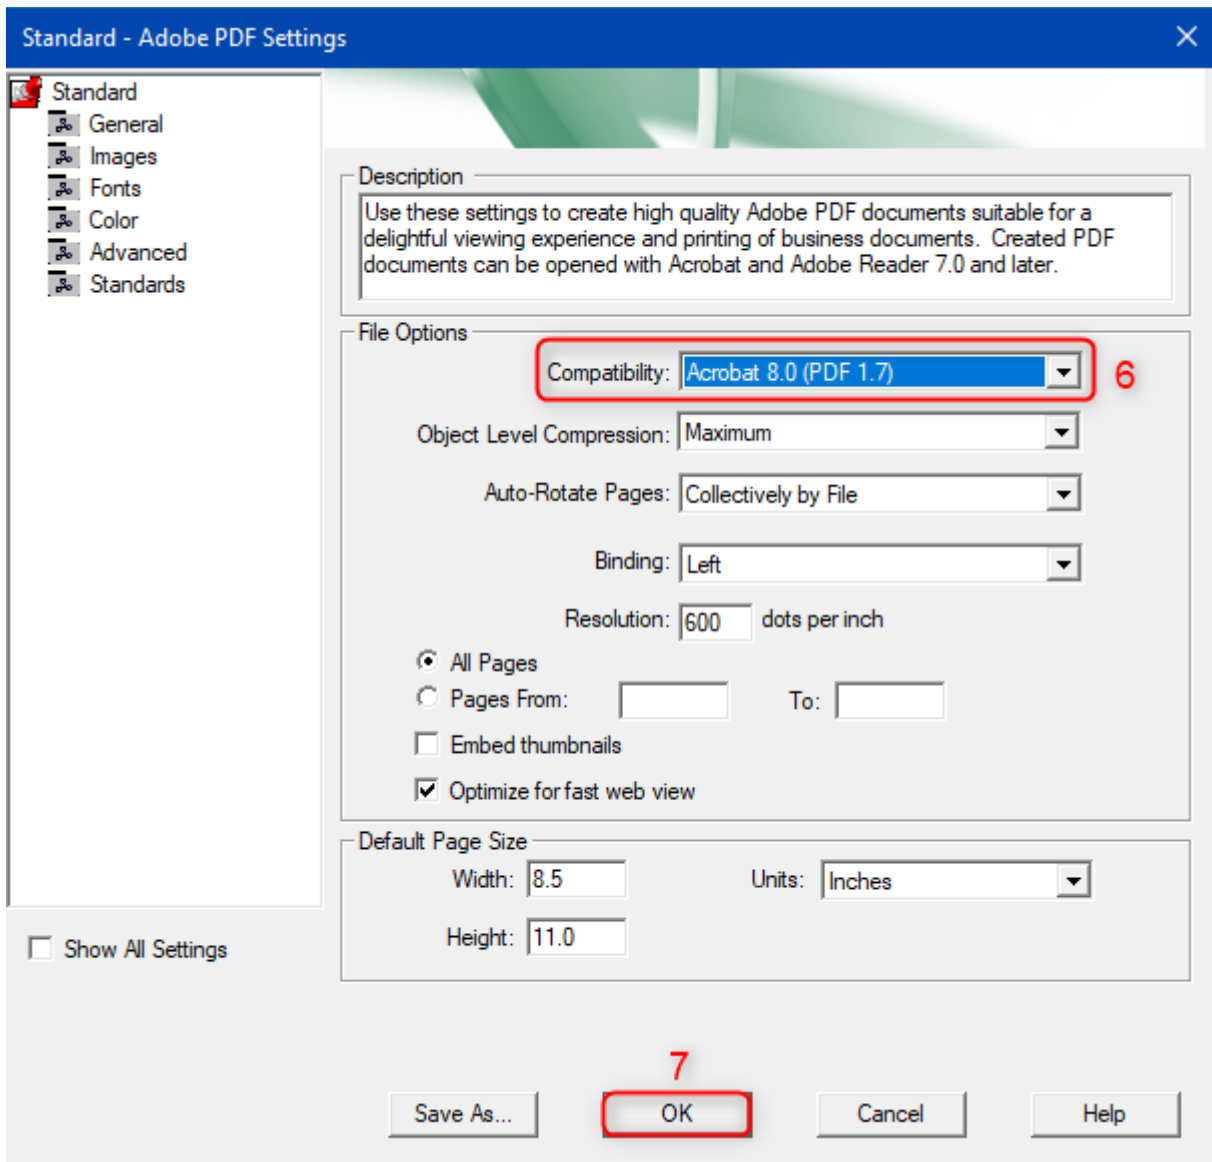 Standard - Adobe PDF Settings
Standard
General
Images
Fonts
Color
Advanced
Standards
Show All Settings
Description
Use these settings to create high quality Adobe PDF documents suitable for a
delightful viewing experience and printing of business documents.  Created PDF
documents can be opened with Acrobat and Adobe Reader 7.0 and later.
File Options
Compatibility: Acrobat 8.0 (PDF 1.7) 6
Object Level Compression: Maximum
Auto-Rotate Pages: Collectively by File
Binding: Left
Resolution: 600 dots per inch
All Pages
Pages From: To:
Embed thumbnails
Optimize for fast web view
Default Page Size
Width: 8.5 Units: Inches
Height: 11.0
7
Save As... OK Cancel Help